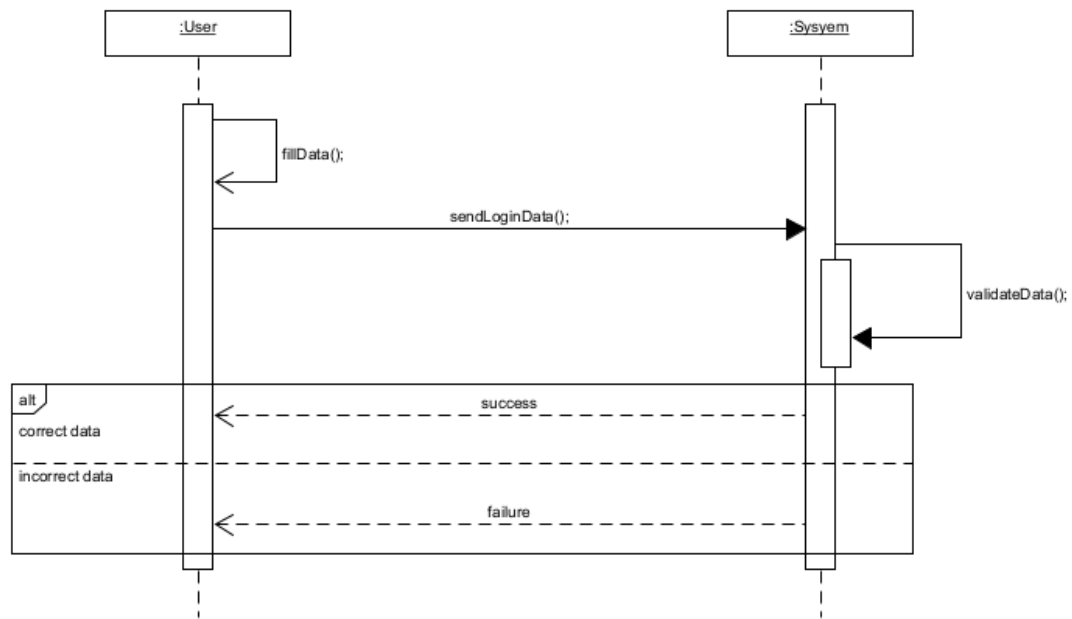 :User
:Sysyem
fillData();
sendLoginData();
validateData();
alt
success
correct data
incorrect data
failure